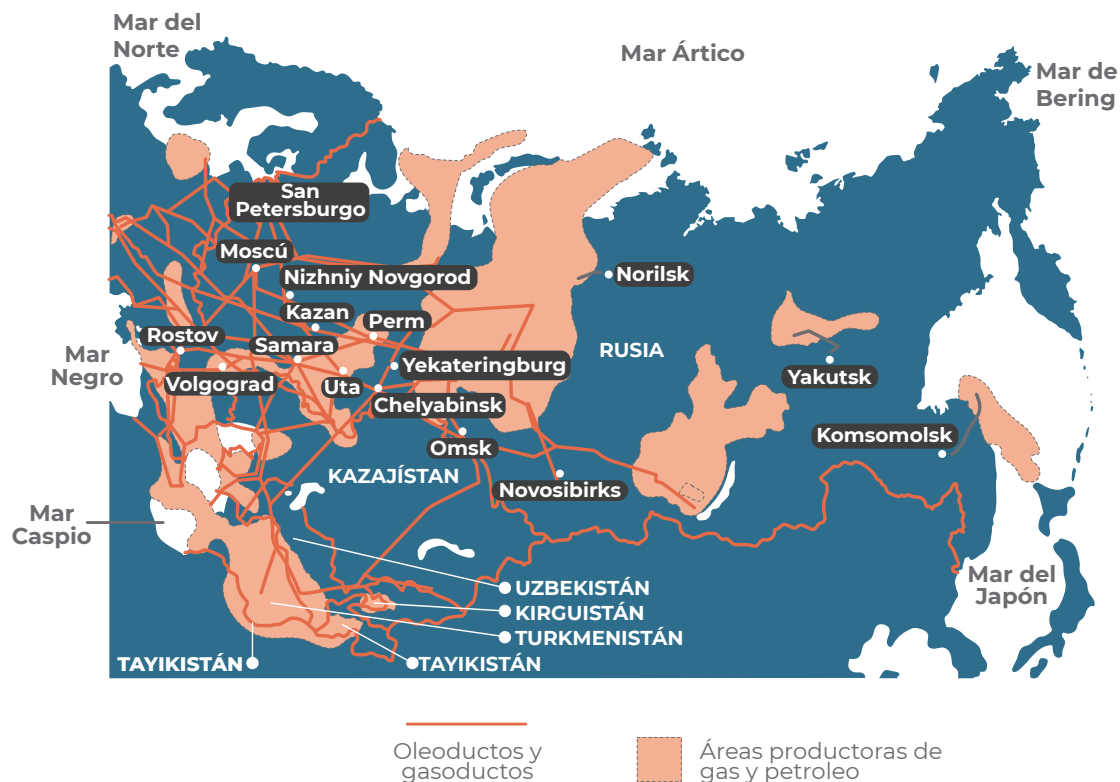 Mar del
Norte
Mar Ártico
Mar de
Bering
San
Petersburgo
Moscú
Nizhniy Novgorod
Norilsk
Kazan
Perm
Rostov
Samara
RUSIA
Mar
Negro
Yekateringburg
Volgograd
Uta
Yakutsk
Chelyabinsk
Omsk
Komsomolsk
KAZAJÍSTAN
Novosibirks
Mar
Caspio
Mar del
Japón
UZBEKISTÁN
KIRGUISTÁN
TURKMENISTÁN
TAYIKISTÁN
TAYIKISTÁN
Oleoductos y
gasoductos
Áreas productoras de
gas y petroleo